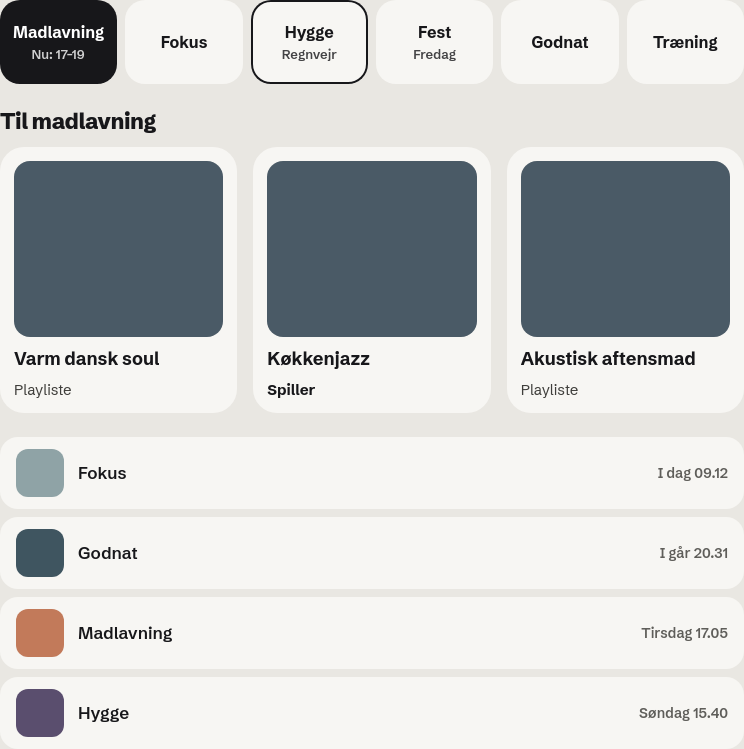 Madlavning
Nu: 17-19
Fokus
Hygge
Regnvejr
Fest
Fredag
Godnat
Træning
Til madlavning
Varm dansk soul
Playliste
Køkkenjazz
Spiller
Akustisk aftensmad
Playliste
Fokus
I dag 09.12
Godnat
I går 20.31
Madlavning
Tirsdag 17.05
Hygge
Søndag 15.40